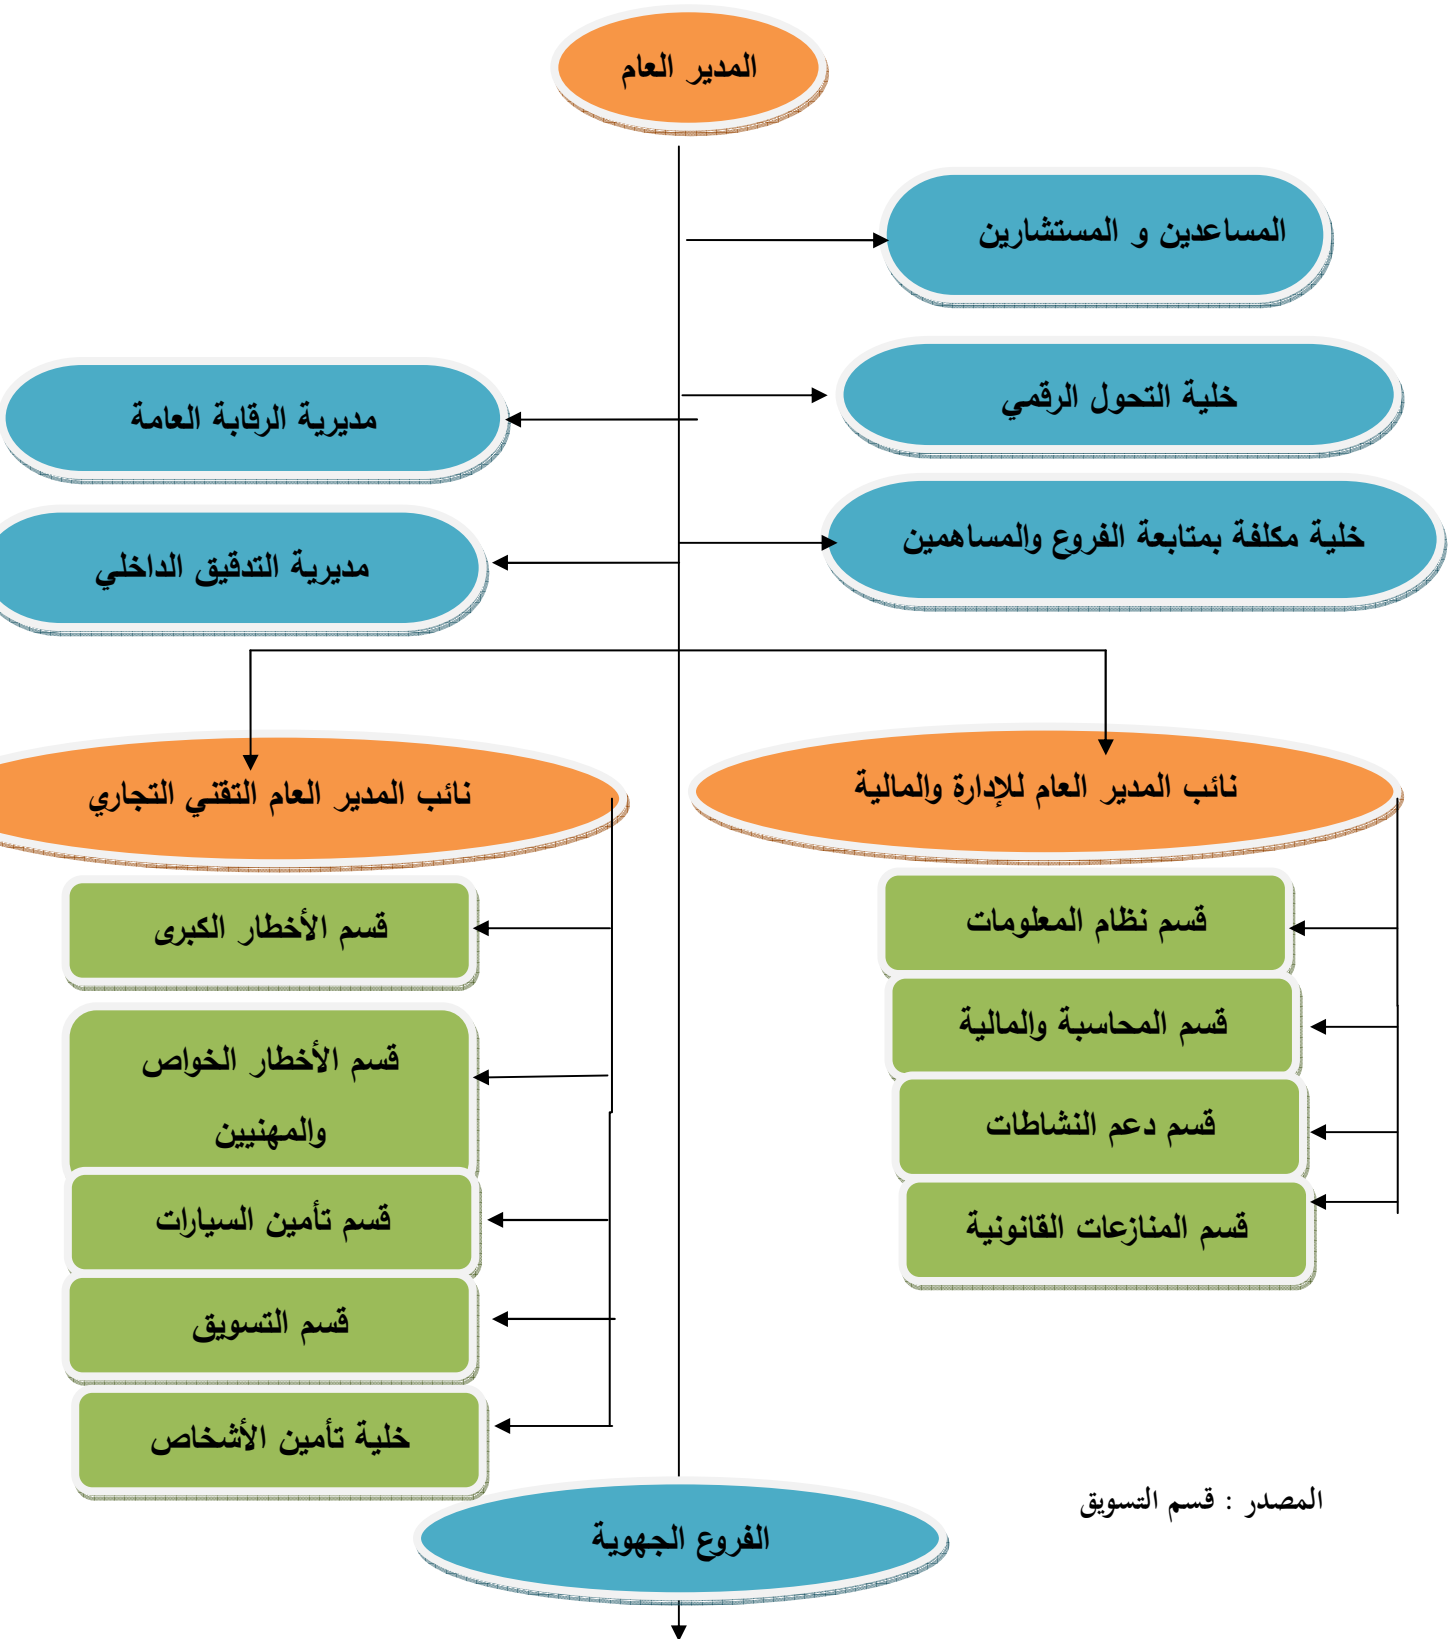 المدير العام
المساعدين و المستشارين
خلية التحول الرقمي
مديرية الرقابة العامة
خلية مكلفة بمتابعة الفروع والمساهمين
مديرية التدقيق الداخلي
نائب المدير العام للإدارة والمالية
نائب المدير العام التقني التجاري
قسم نظام المعلومات
قسم المحاسبة والمالية
قسم دعم النشاطات
قسم المنازعات القانونية
قسم الأخطار الكبرى
قسم الأخطار الخواص
والمهنيين
قسم تأمين السيارات
قسم التسويق
خلية تأمين الأشخاص
المصدر : قسم التسويق
الفروع الجهوية